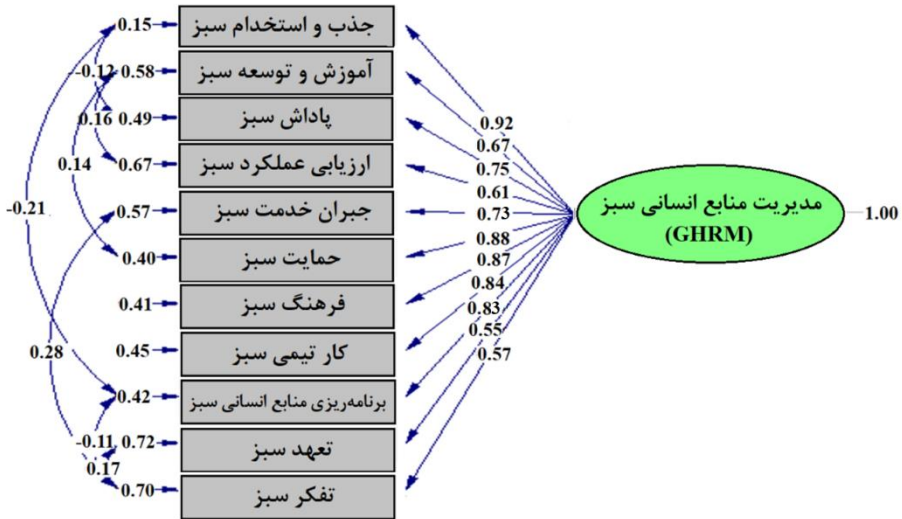 0.15 جذب و استخدام سبز
-0.12 0.58 آموزش و توسعه سبز
0.16 0.49 پاداش سبز
0.14 0.67 ارزیابی عملکرد سبز
-0.21 0.57 جبران خدمت سبز
0.40 حمایت سبز
0.41 فرهنگ سبز
0.28 0.45 کار تیمی سبز
0.42 برنامه‌ریزی منابع انسانی سبز
-0.11 0.72 تعهد سبز
0.17 0.70 تفکر سبز
0.92
0.67
0.75
0.61
0.73
0.88
0.87
0.84
0.83
0.55
0.57
مدیریت منابع انسانی سبز
(GHRM)
1.00